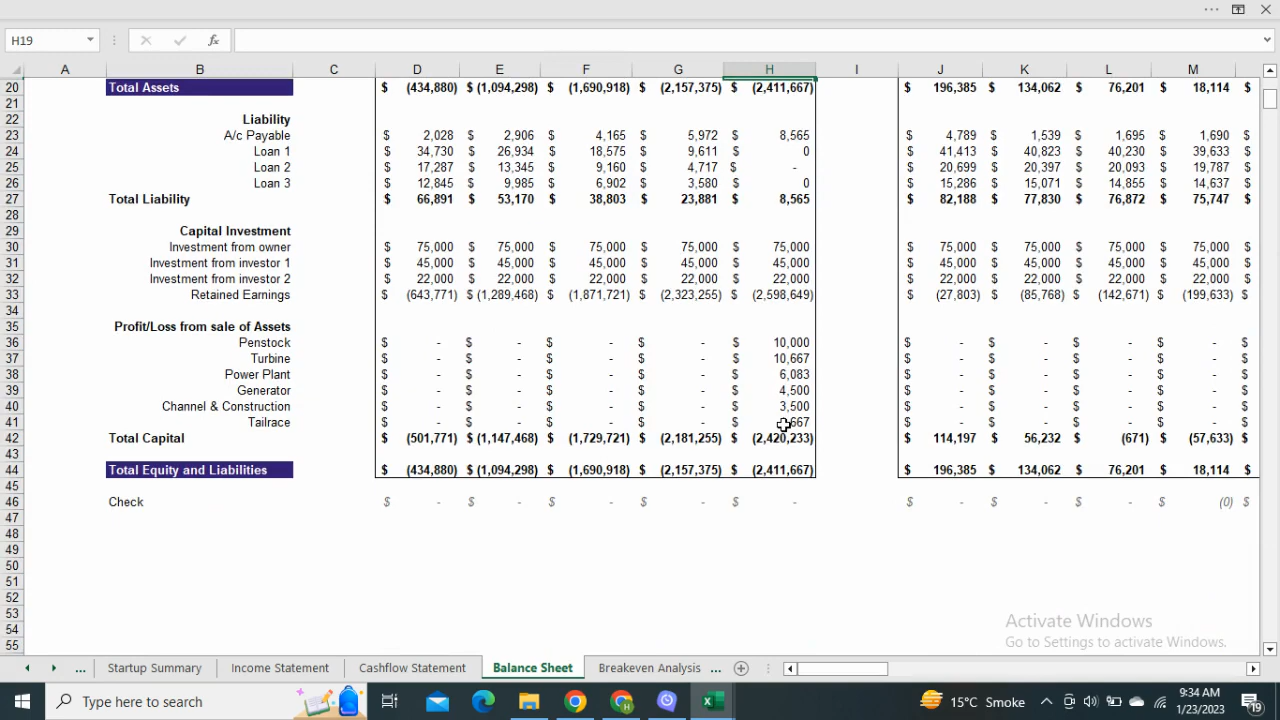 H19
A B C D E F G H I J K L M
20 Total Assets $ (434,880) $ (1,094,298) $ (1,690,918) $ (2,157,375) $ (2,411,667) $ 196,385 $ 134,062 $ 76,201 $ 18,114 $
21
22 Liability
23 A/c Payable $ 2,028 $ 2,906 $ 4,165 $ 5,972 $ 8,565 $ 4,789 $ 1,539 $ 1,695 $ 1,690 $
24 Loan 1 $ 34,730 $ 26,934 $ 18,575 $ 9,611 $ 0 $ 41,413 $ 40,823 $ 40,230 $ 39,633 $
25 Loan 2 $ 17,287 $ 13,345 $ 9,160 $ 4,717 $ - $ 20,699 $ 20,397 $ 20,093 $ 19,787 $
26 Loan 3 $ 12,845 $ 9,985 $ 6,902 $ 3,580 $ 0 $ 15,286 $ 15,071 $ 14,855 $ 14,637 $
27 Total Liability $ 66,891 $ 53,170 $ 38,803 $ 23,881 $ 8,565 $ 82,188 $ 77,830 $ 76,872 $ 75,747 $
28
29 Capital Investment
30 Investment from owner $ 75,000 $ 75,000 $ 75,000 $ 75,000 $ 75,000 $ 75,000 $ 75,000 $ 75,000 $ 75,000 $
31 Investment from investor 1 $ 45,000 $ 45,000 $ 45,000 $ 45,000 $ 45,000 $ 45,000 $ 45,000 $ 45,000 $ 45,000 $
32 Investment from investor 2 $ 22,000 $ 22,000 $ 22,000 $ 22,000 $ 22,000 $ 22,000 $ 22,000 $ 22,000 $ 22,000 $
33 Retained Earnings $ (643,771) $ (1,289,468) $ (1,871,721) $ (2,323,255) $ (2,598,649) $ (27,803) $ (85,768) $ (142,671) $ (199,633) $
34
35 Profit/Loss from sale of Assets
36 Penstock $ - $ - $ - $ - $ 10,000 $ - $ - $ - $ - $
37 Turbine $ - $ - $ - $ - $ 10,667 $ - $ - $ - $ - $
38 Power Plant $ - $ - $ - $ - $ 6,083 $ - $ - $ - $ - $
39 Generator $ - $ - $ - $ - $ 4,500 $ - $ - $ - $ - $
40 Channel & Construction $ - $ - $ - $ - $ 3,500 $ - $ - $ - $ - $
41 Tailrace $ - $ - $ - $ - $ $ - $ - $ - $ - $
42 Total Capital $ (501,771) $ (1,147,468) $ (1,729,721) $ (2,181,255) $ (2,420,233) $ 114,197 $ 56,232 $ (671) $ (57,633) $
43
44 Total Equity and Liabilities $ (434,880) $ (1,094,298) $ (1,690,918) $ (2,157,375) $ (2,411,667) $ 196,385 $ 134,062 $ 76,201 $ 18,114 $
45
46 Check $ - $ - $ - $ - $ - $ - $ - $ - $ (0) $
47
48
49
50
51
52
53
54
55
Activate Windows
Go to Settings to activate Windows.
... Startup Summary Income Statement Cashflow Statement Balance Sheet Breakeven Analysis ...
Type here to search 15°C Smoke 9:34 AM
1/23/2023 19